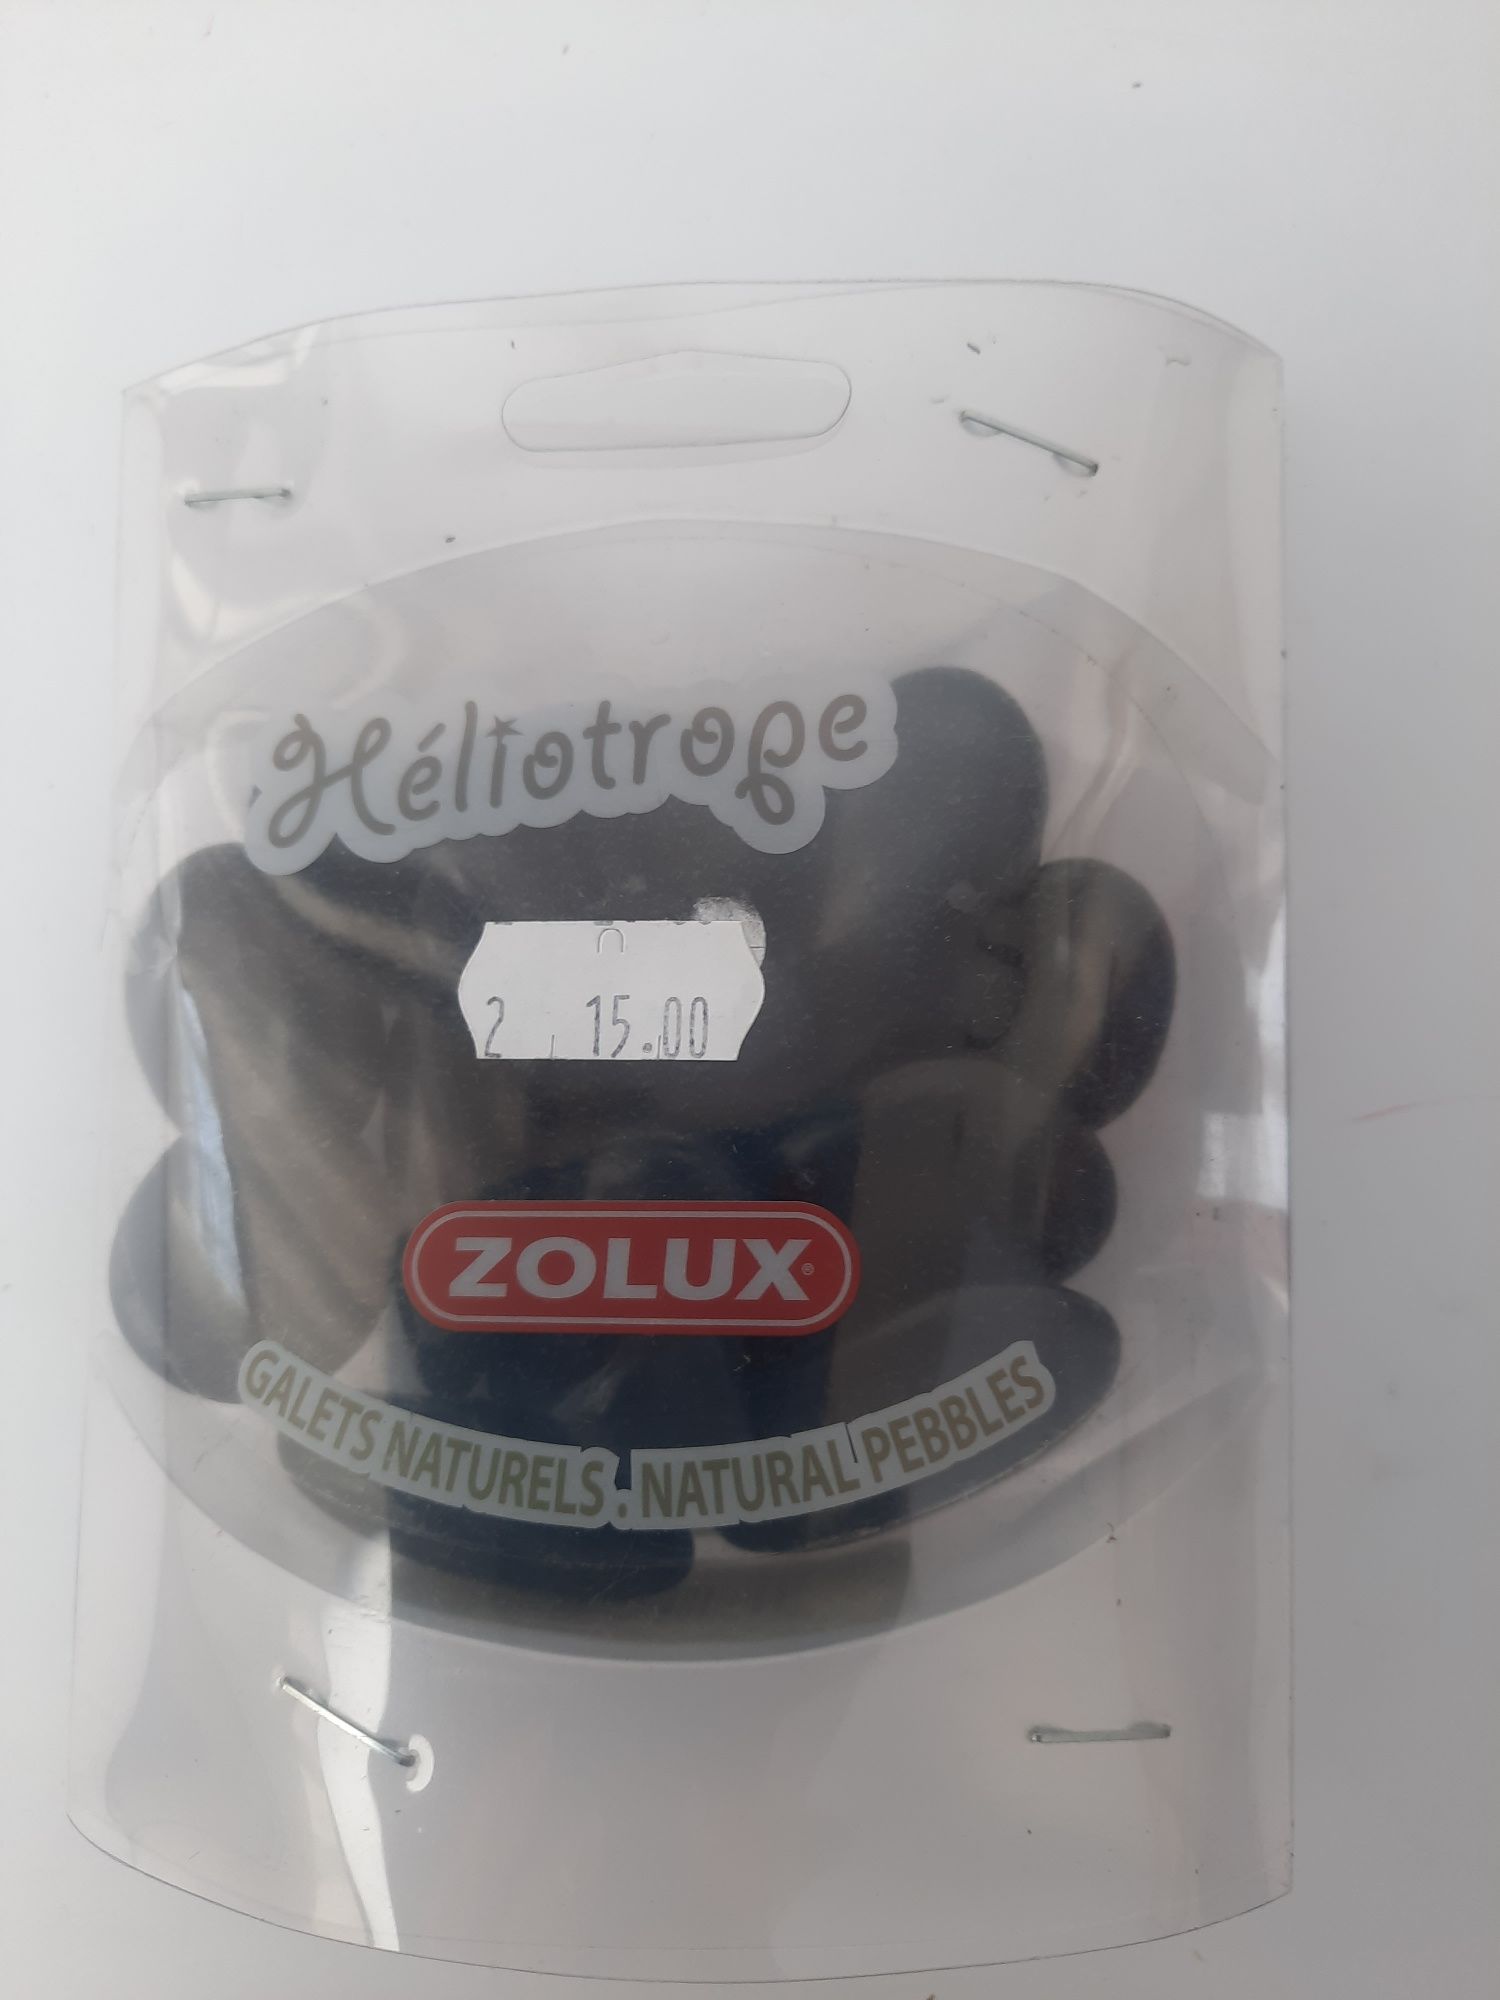 Héliotrope
2 15.00
ZOLUX®
GALETS NATURELS . NATURAL PEBBLES